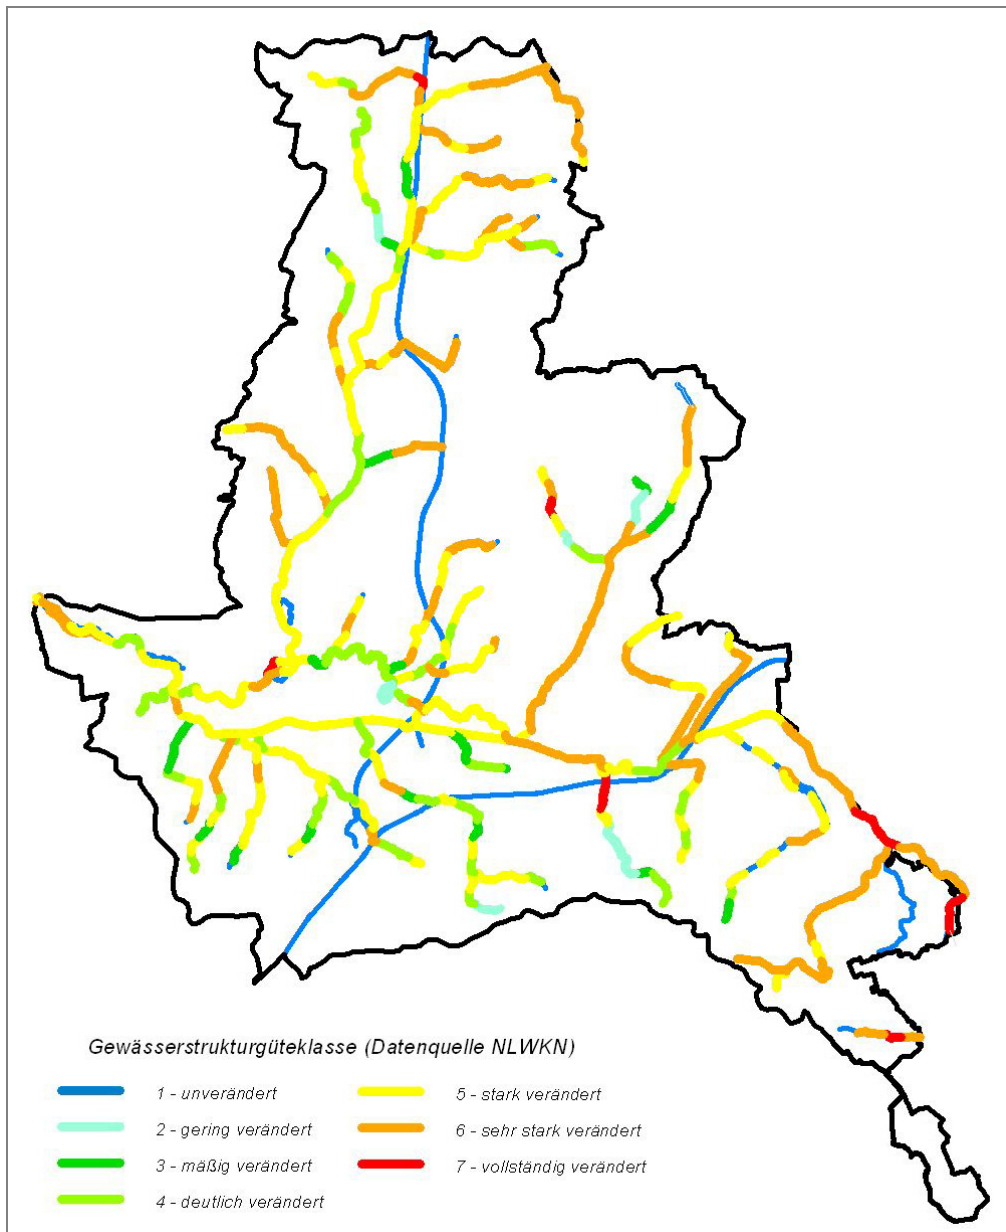 Gewässerstrukturgüteklasse (Datenquelle NLWKN)
1 - unverändert
2 - gering verändert
3 - mäßig verändert
4 - deutlich verändert
5 - stark verändert
6 - sehr stark verändert
7 - vollständig verändert